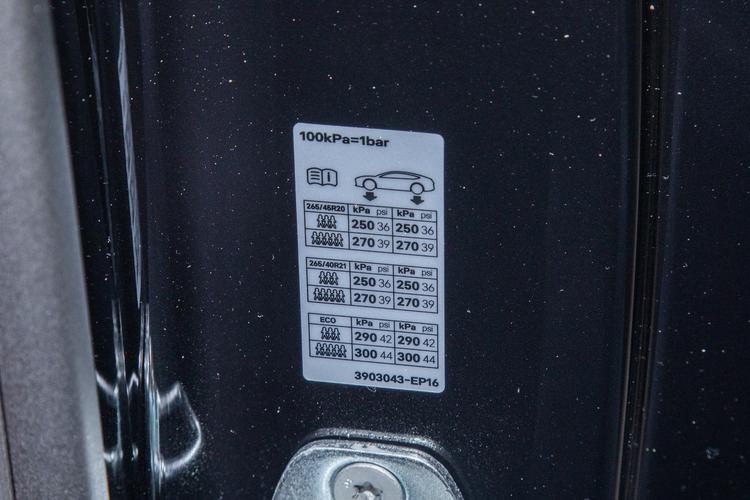 100kPa=1bar
265/45R20 kPa psi kPa psi
250 36 250 36
270 39 270 39
265/40R21 kPa psi kPa psi
250 36 250 36
270 39 270 39
ECO kPa psi kPa psi
290 42 290 42
300 44 300 44
3903043-EP16